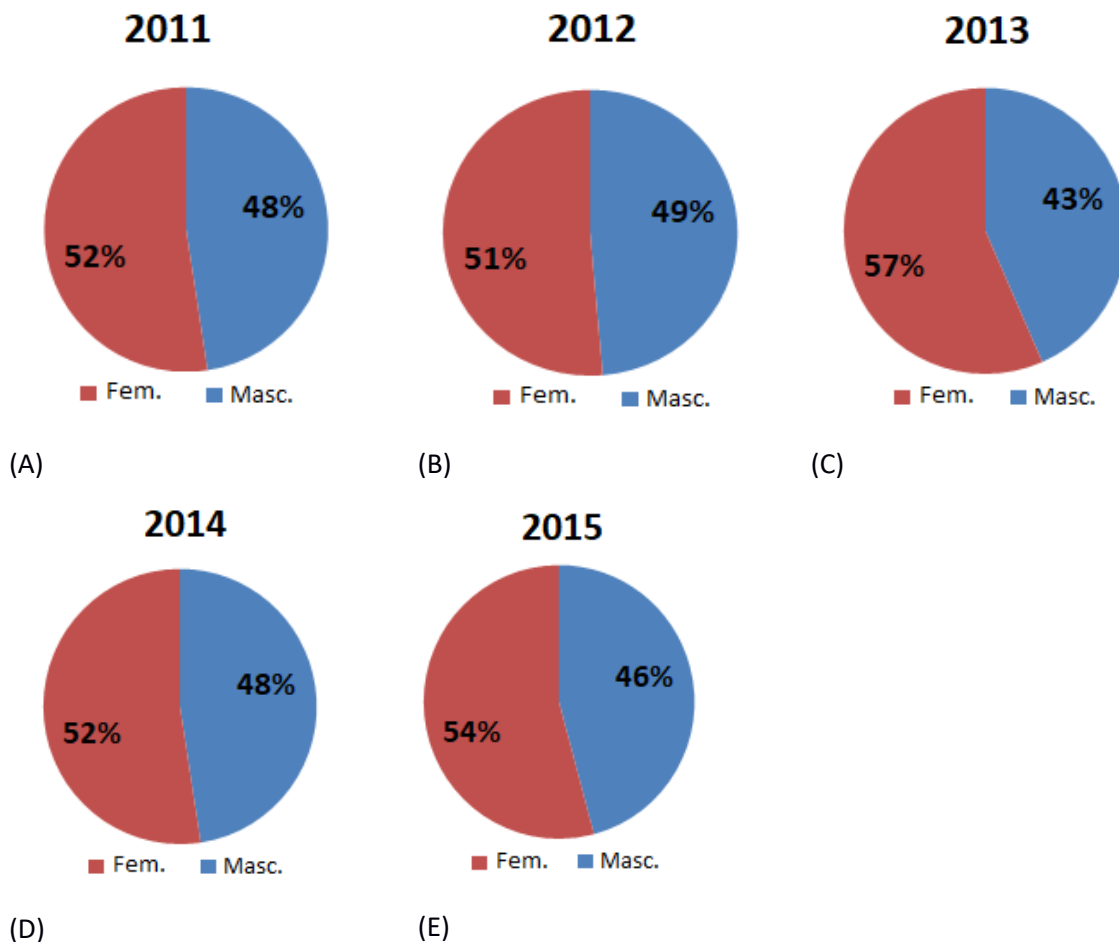 2011
2012
2013
48%
52%
49%
51%
43%
57%
Fem. Masc.
Fem. Masc.
Fem. Masc.
(A)
(B)
(C)
2014
2015
48%
52%
46%
54%
Fem. Masc.
Fem. Masc.
(D)
(E)